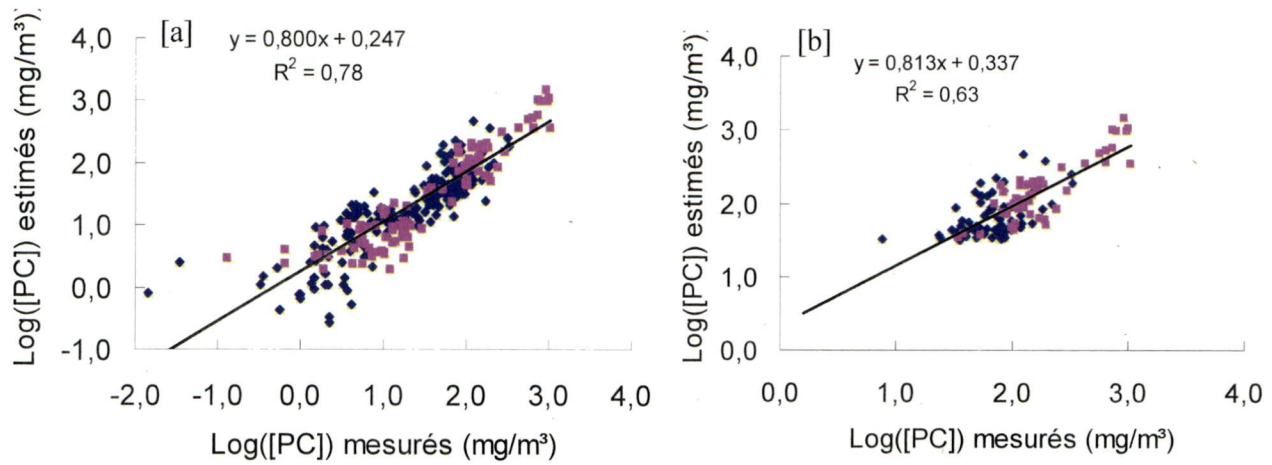 [a]
y = 0,800x + 0,247
R² = 0,78
Log([PC]) estimés (mg/m³)
4,0
3,0
2,0
1,0
0,0
-1,0
-2,0 -1,0 0,0 1,0 2,0 3,0 4,0
Log([PC]) mesurés (mg/m³)
[b]
y = 0,813x + 0,337
R² = 0,63
Log([PC]) estimés (mg/m³)
4,0
3,0
2,0
1,0
0,0
0,0 1,0 2,0 3,0 4,0
Log([PC]) mesurés (mg/m³)